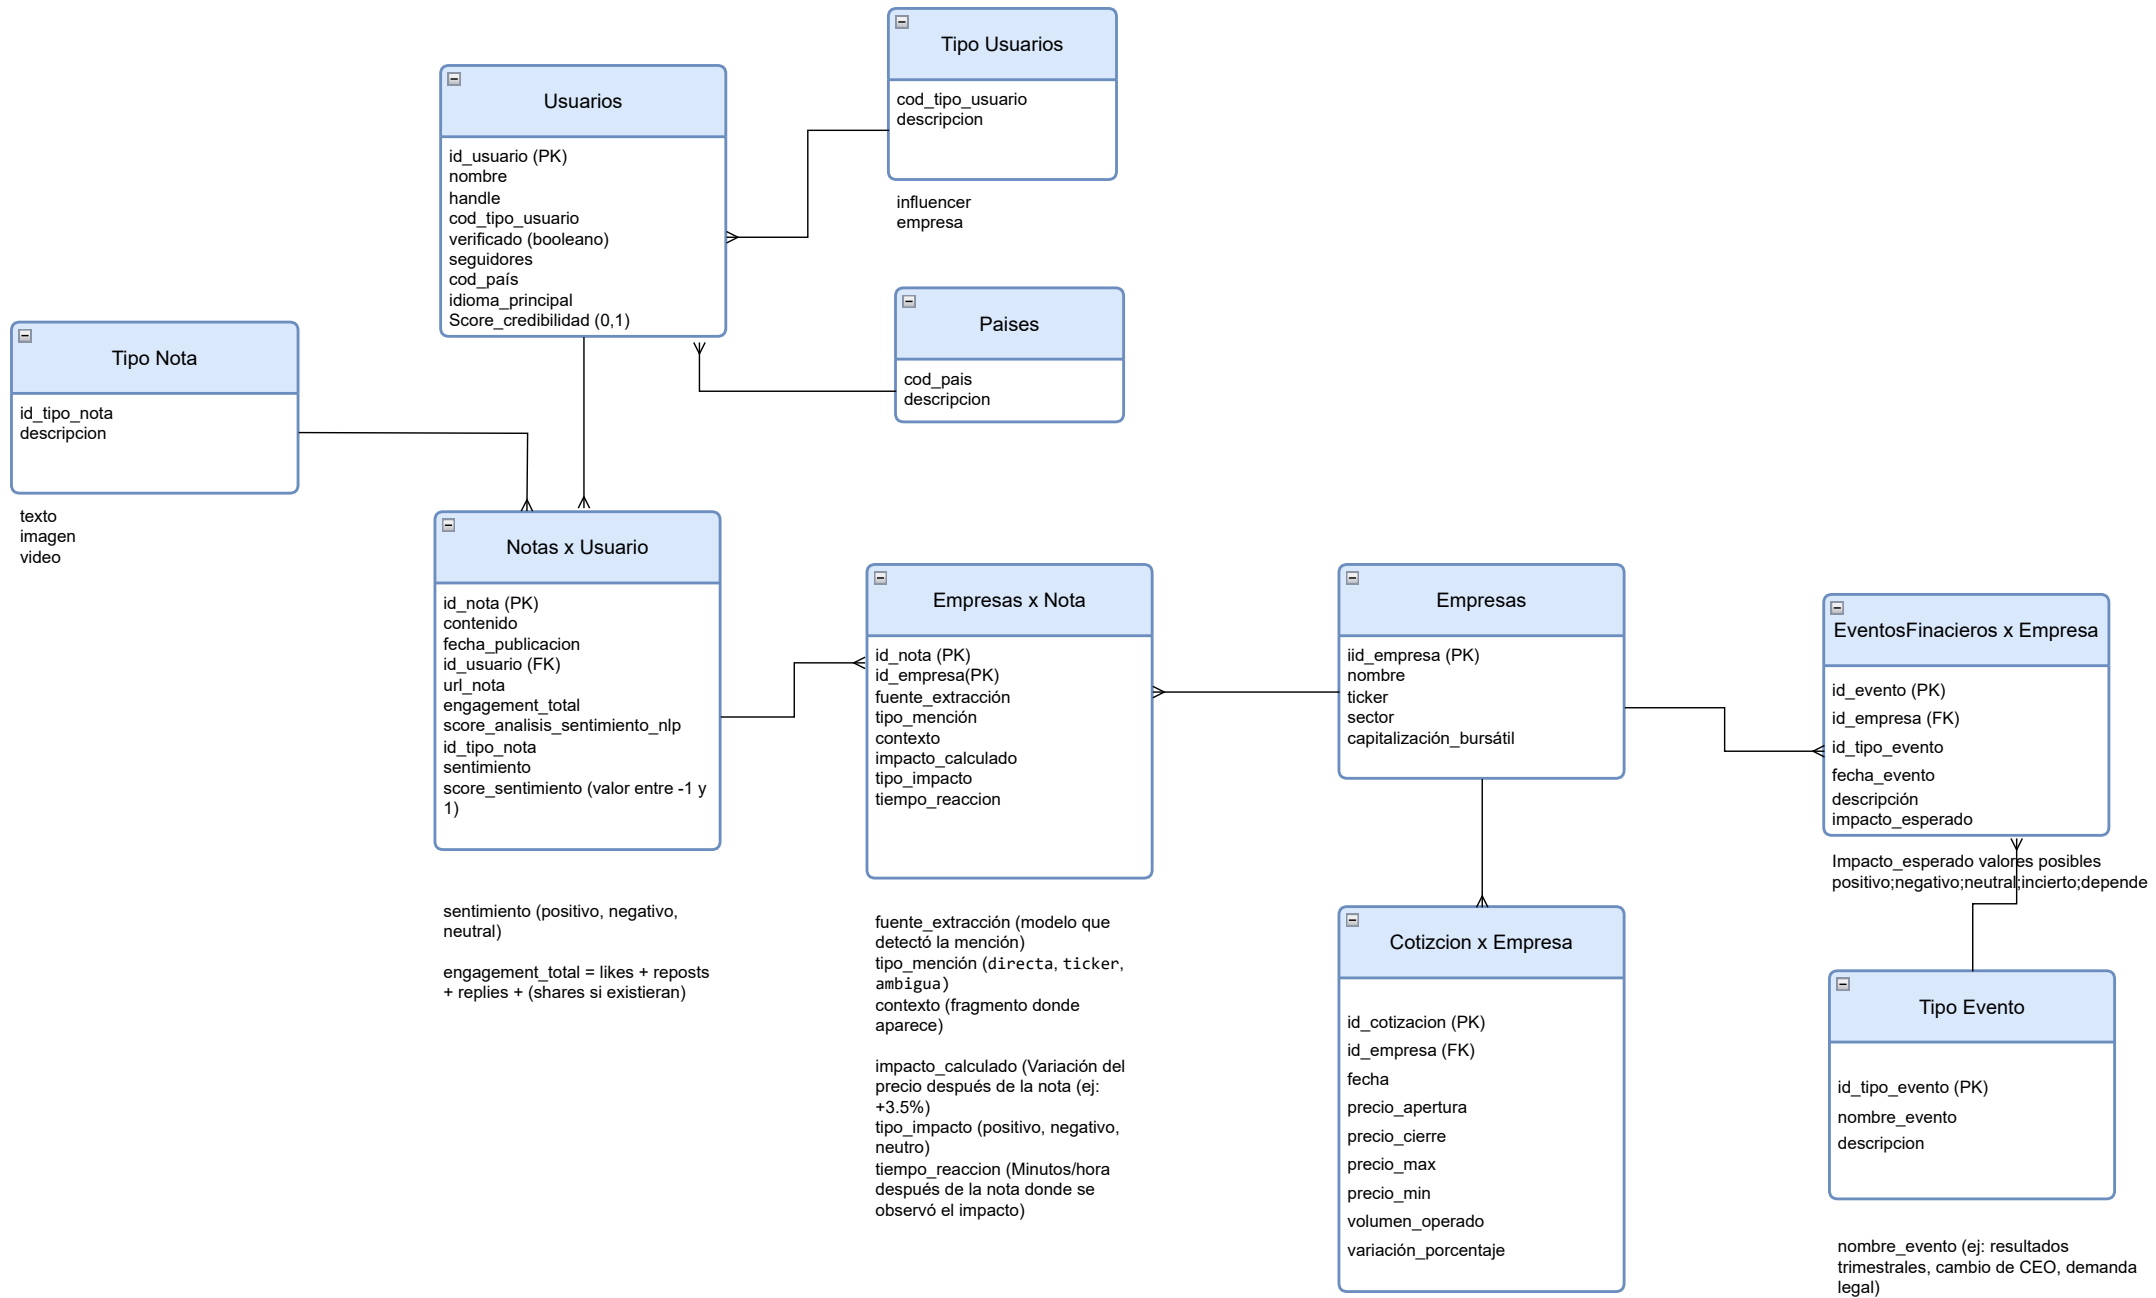 Tipo Usuarios
cod_tipo_usuario
descripcion
influencer
empresa
Usuarios
id_usuario (PK)
nombre
handle
cod_tipo_usuario
verificado (booleano)
seguidores
cod_país
idioma_principal
Score_credibilidad (0,1)
Paises
cod_pais
descripcion
Tipo Nota
id_tipo_nota
descripcion
texto
imagen
video
Notas x Usuario
id_nota (PK)
contenido
fecha_publicacion
id_usuario (FK)
url_nota
engagement_total
score_analisis_sentimiento_nlp
id_tipo_nota
sentimiento
score_sentimiento (valor entre -1 y
1)
sentimiento (positivo, negativo,
neutral)
engagement_total = likes + reposts
+ replies + (shares si existieran)
Empresas x Nota
id_nota (PK)
id_empresa(PK)
fuente_extracción
tipo_mención
contexto
impacto_calculado
tipo_impacto
tiempo_reaccion
fuente_extracción (modelo que
detectó la mención)
tipo_mención (directa, ticker,
ambigua)
contexto (fragmento donde
aparece)
impacto_calculado (Variación del
precio después de la nota (ej:
+3.5%)
tipo_impacto (positivo, negativo,
neutro)
tiempo_reaccion (Minutos/hora
después de la nota donde se
observó el impacto)
Empresas
iid_empresa (PK)
nombre
ticker
sector
capitalización_bursátil
Cotizcion x Empresa
id_cotizacion (PK)
id_empresa (FK)
fecha
precio_apertura
precio_cierre
precio_max
precio_min
volumen_operado
variación_porcentaje
EventosFinacieros x Empresa
id_evento (PK)
id_empresa (FK)
id_tipo_evento
fecha_evento
descripción
impacto_esperado
Impacto_esperado valores posibles
positivo;negativo;neutral;incierto;depende
Tipo Evento
id_tipo_evento (PK)
nombre_evento
descripcion
nombre_evento (ej: resultados
trimestrales, cambio de CEO, demanda
legal)